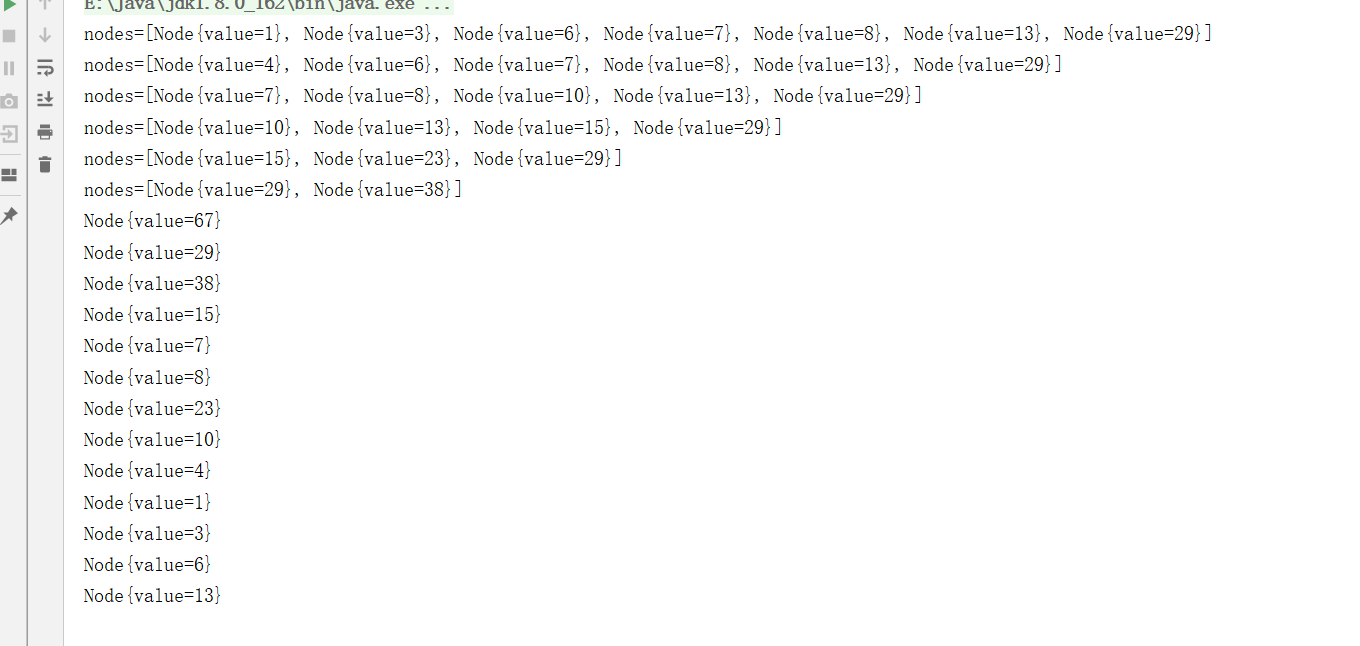 E:\java\jdk1.8.0_162\bin\java.exe ...
nodes=[Node{value=1}, Node{value=3}, Node{value=6}, Node{value=7}, Node{value=8}, Node{value=13}, Node{value=29}]
nodes=[Node{value=4}, Node{value=6}, Node{value=7}, Node{value=8}, Node{value=13}, Node{value=29}]
nodes=[Node{value=7}, Node{value=8}, Node{value=10}, Node{value=13}, Node{value=29}]
nodes=[Node{value=10}, Node{value=13}, Node{value=15}, Node{value=29}]
nodes=[Node{value=15}, Node{value=23}, Node{value=29}]
nodes=[Node{value=29}, Node{value=38}]
Node{value=67}
Node{value=29}
Node{value=38}
Node{value=15}
Node{value=7}
Node{value=8}
Node{value=23}
Node{value=10}
Node{value=4}
Node{value=1}
Node{value=3}
Node{value=6}
Node{value=13}